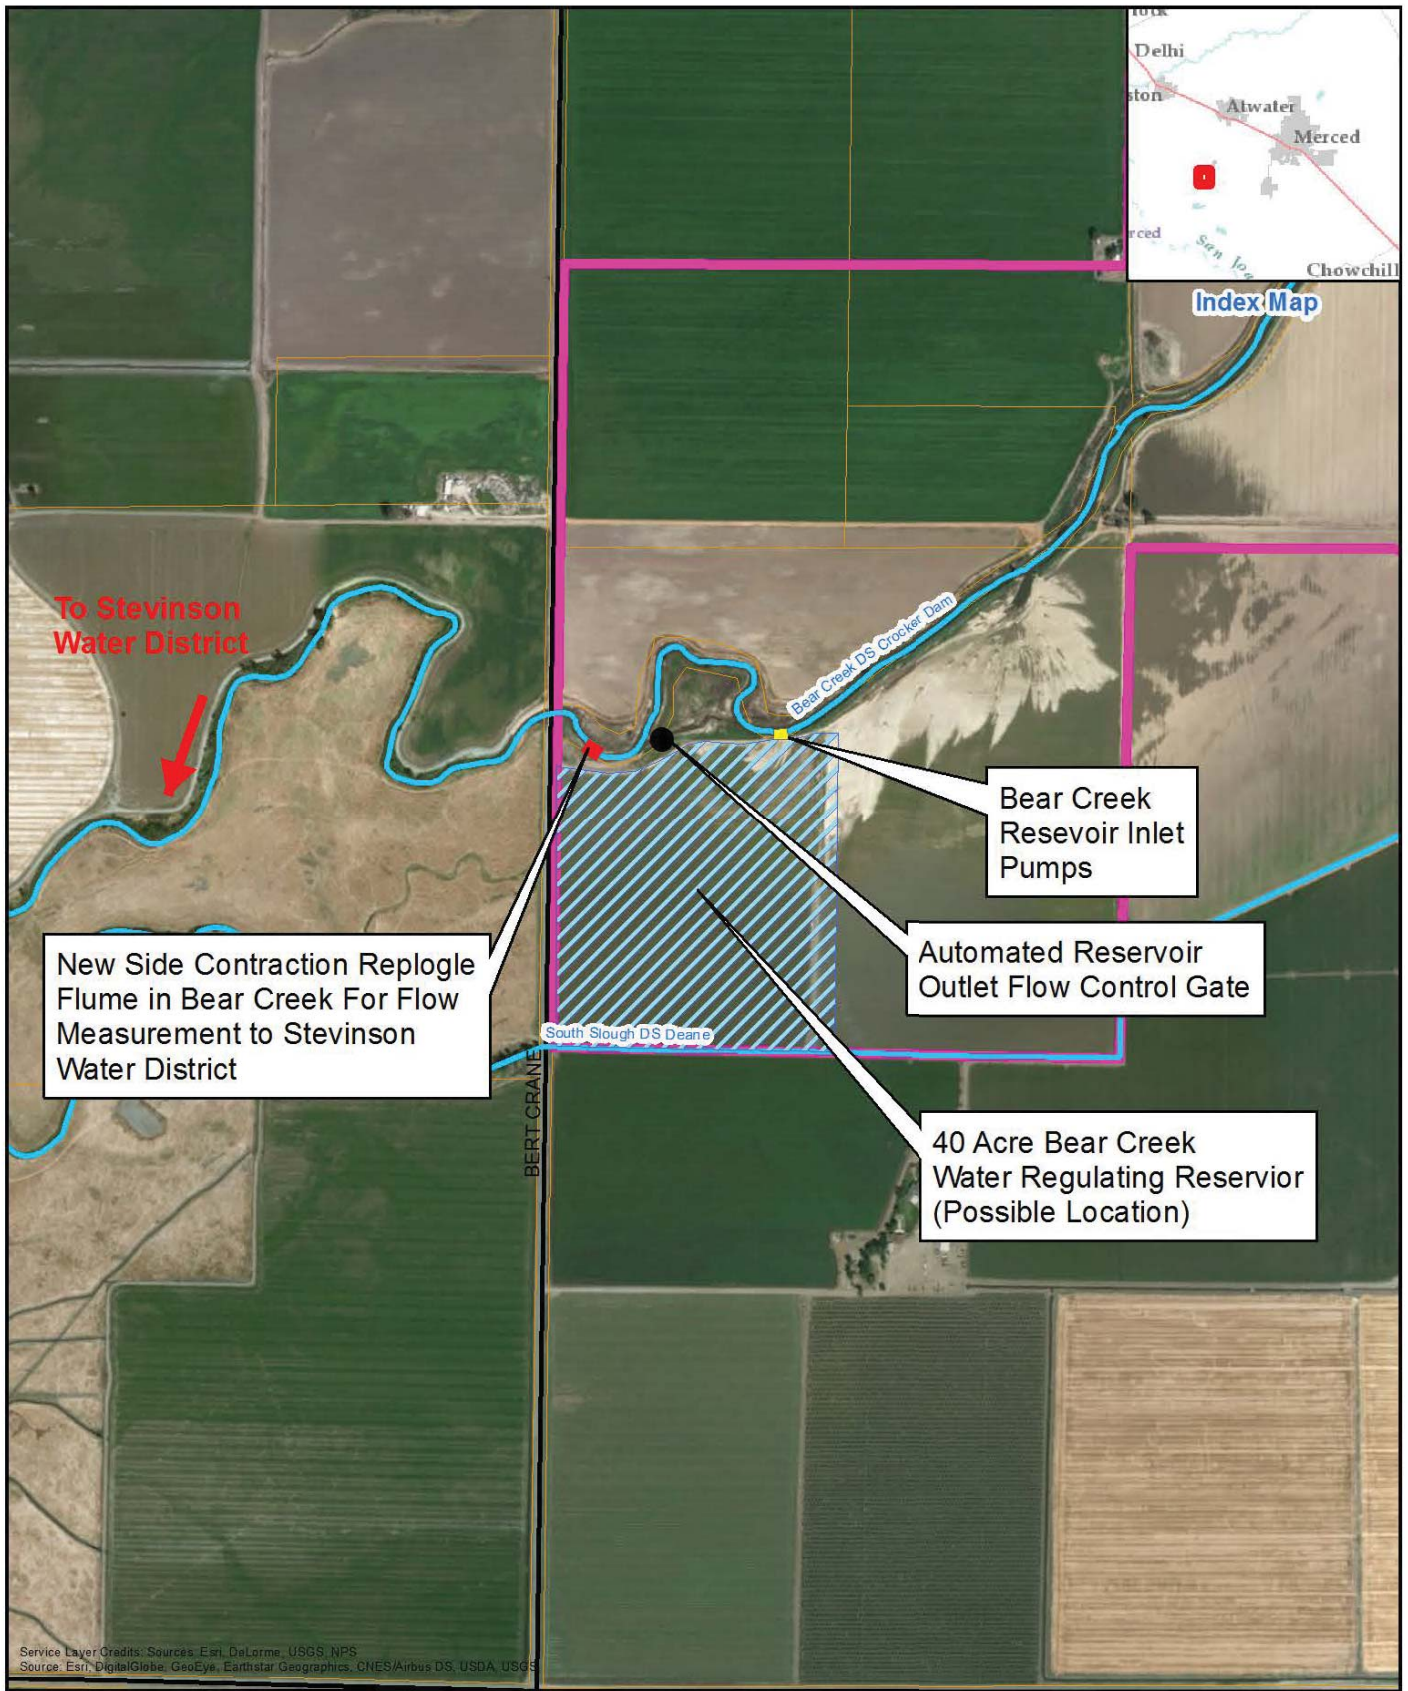 Delhi
ston
Atwater
Merced
rced
San Joa
Chowchill
Index Map
To Stevinson
Water District
Bear Creek DS Crocker Dam
Bear Creek
Resevoir Inlet
Pumps
Automated Reservoir
Outlet Flow Control Gate
New Side Contraction Replogle
Flume in Bear Creek For Flow
Measurement to Stevinson
Water District
South Slough DS Deane
BERT CRANE
40 Acre Bear Creek
Water Regulating Reservior
(Possible Location)
Service Layer Credits: Sources: Esri, DeLorme, USGS, NPS
Source: Esri, DigitalGlobe, GeoEye, Earthstar Geographics, CNES/Airbus DS, USDA, USGS